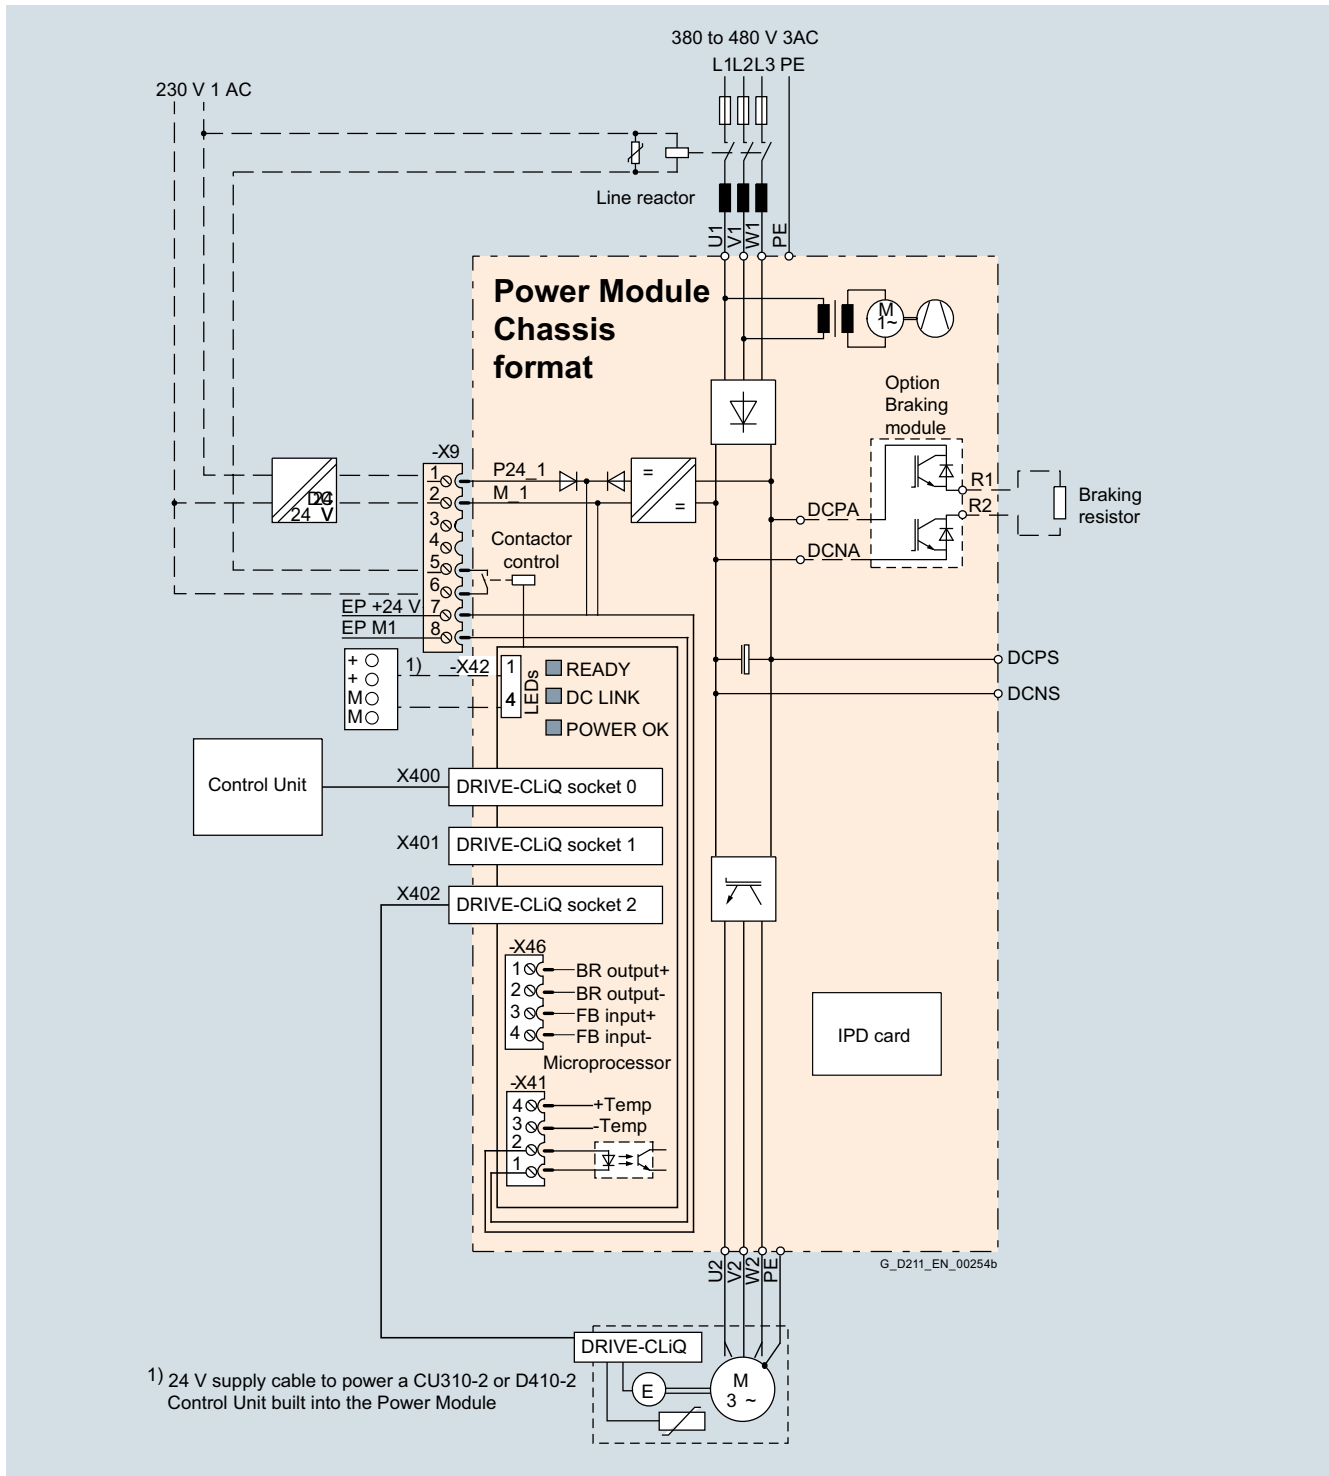 380 to 480 V 3AC
L1 L2 L3 PE
230 V 1 AC
Line reactor
U1
V1
W1
PE
Power Module
Chassis
format
M
1~
Option
Braking
module
-X9
1
2
3
4
5
6
7
8
P24_1
M_1
=
=
24 V
DCPA
DCNA
R1
R2
Braking
resistor
Contactor
control
EP +24 V
EP M1
+
+
M
M
1)
-X42
1
4
LEDs
READY
DC LINK
POWER OK
DCPS
DCNS
Control Unit
X400
DRIVE-CLiQ socket 0
X401
DRIVE-CLiQ socket 1
X402
DRIVE-CLiQ socket 2
-X46
1 BR output+
2 BR output-
3 FB input+
4 FB input-
Microprocessor
-X41
4 +Temp
3 -Temp
2
1
IPD card
U2
V2
W2
PE
G_D211_EN_00254b
DRIVE-CLiQ
E
M
3 ~
1) 24 V supply cable to power a CU310-2 or D410-2
Control Unit built into the Power Module